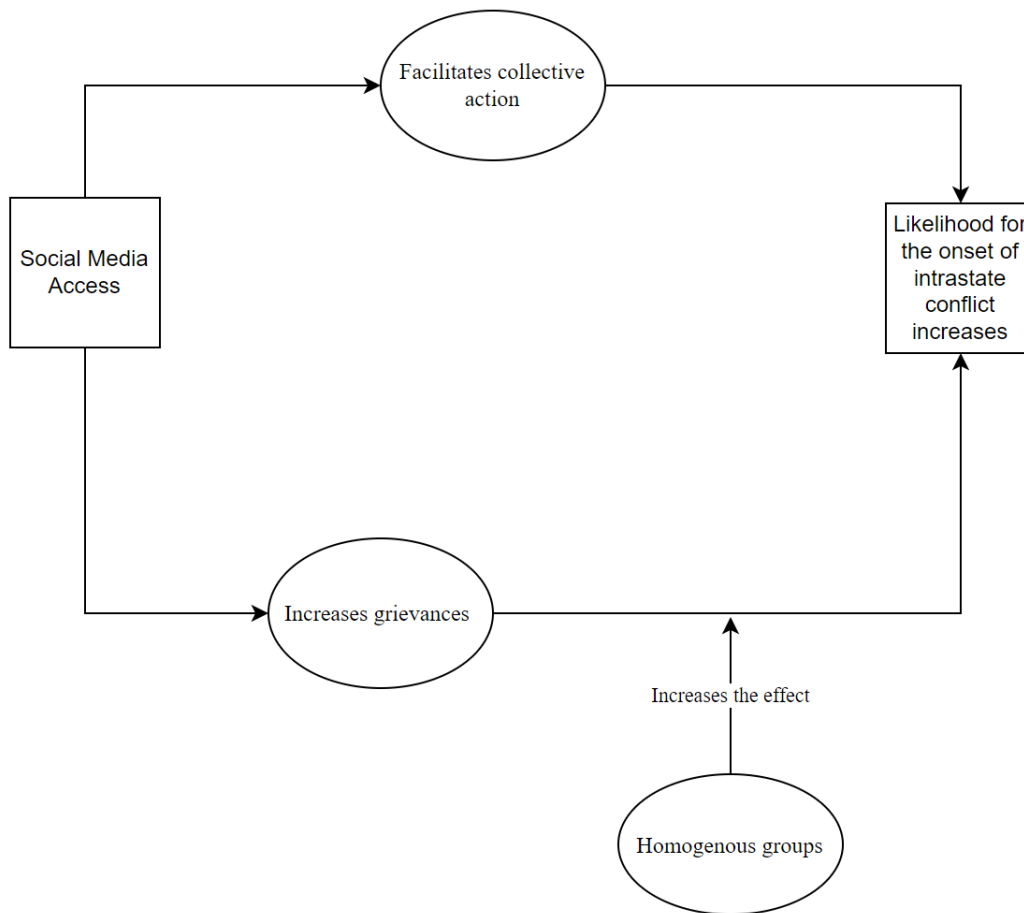 Facilitates collective
action
Social Media
Access
Likelihood for
the onset of
intrastate
conflict
increases
Increases grievances
Increases the effect
Homogenous groups